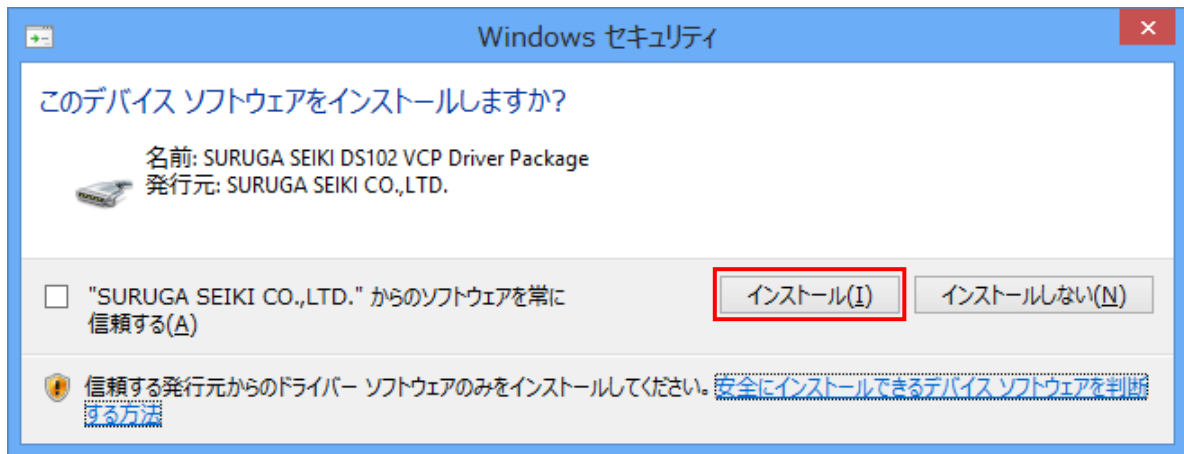 Windows セキュリティ
このデバイス ソフトウェアをインストールしますか?
名前: SURUGA SEIKI DS102 VCP Driver Package
発行元: SURUGA SEIKI CO.,LTD.
"SURUGA SEIKI CO.,LTD." からのソフトウェアを常に
信頼する(A)
インストール(I)
インストールしない(N)
信頼する発行元からのドライバー ソフトウェアのみをインストールしてください。安全にインストールできるデバイス ソフトウェアを判断
する方法